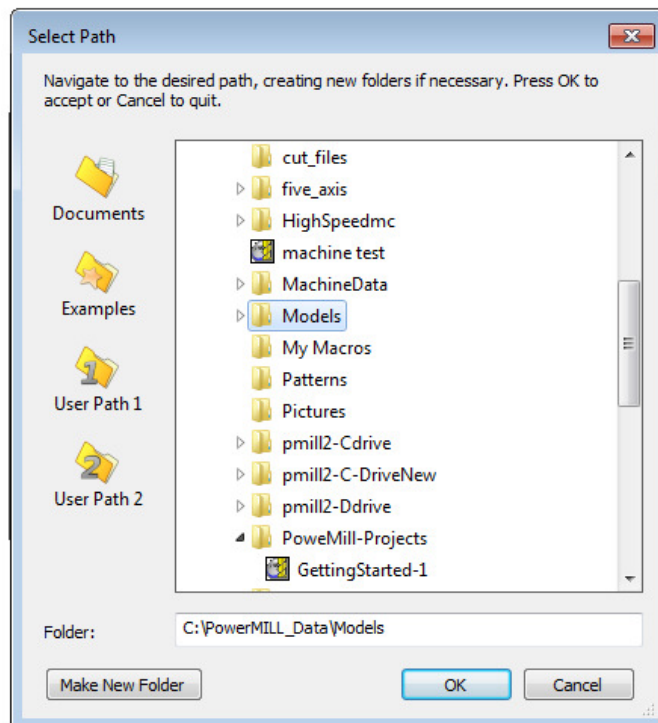 Select Path
Navigate to the desired path, creating new folders if necessary. Press OK to
accept or Cancel to quit.
Documents
Examples
1
User Path 1
2
User Path 2
cut_files
five_axis
HighSpeedmc
machine test
MachineData
Models
My Macros
Patterns
Pictures
pmill2-Cdrive
pmill2-C-DriveNew
pmill2-Ddrive
PoweMill-Projects
GettingStarted-1
Folder:
C:\PowerMILL_Data\Models
Make New Folder
OK
Cancel